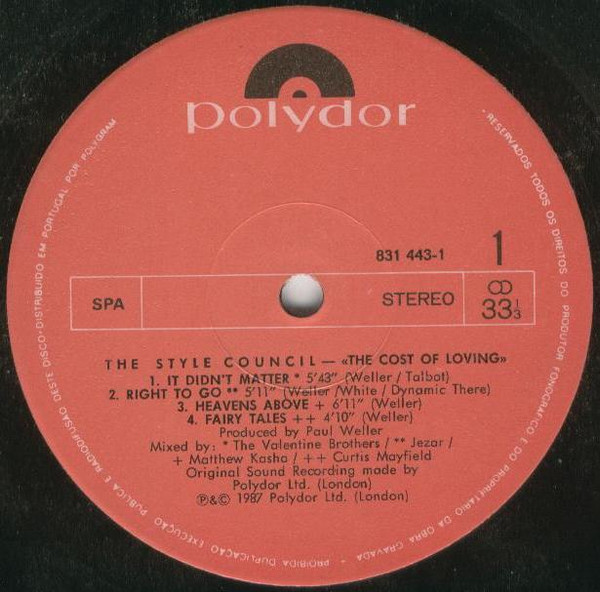 polydor
831 443-1
1
SPA
STEREO
33 1/3
THE STYLE COUNCIL — «THE COST OF LOVING»
1. IT DIDN'T MATTER * 5'43" (Weller / Talbot)
2. RIGHT TO GO ** 5'11" (Weller /White / Dynamic There)
3. HEAVENS ABOVE + 6'11" (Weller)
4. FAIRY TALES ++ 4'10" (Weller)
Produced by Paul Weller
Mixed by: * The Valentine Brothers / ** Jezar /
+ Matthew Kasha / ++ Curtis Mayfield
Original Sound Recording made by
Polydor Ltd. (London)
℗&© 1987 Polydor Ltd. (London)
- RESERVADOS TODOS OS DIREITOS DO PRODUTOR FONOGRÁFICO E DO PROPRIETÁRIO DA OBRA GRAVADA - PROIBIDA DUPLICAÇÃO EXECUÇÃO PÚBLICA E RADIODIFUSÃO DESTE DISCO - DISTRIBUIDO EM PORTUGAL POR POLYGRAM